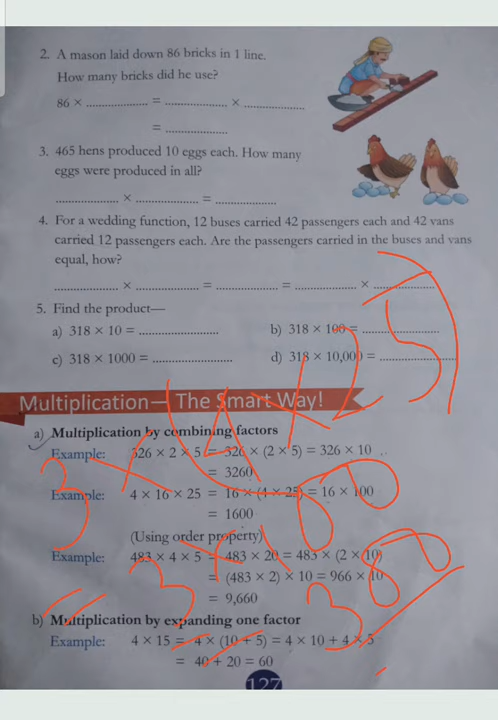 2. A mason laid down 86 bricks in 1 line.
How many bricks did he use?
86 × .................... = .................... × ....................
= ....................
3. 465 hens produced 10 eggs each. How many
eggs were produced in all?
.................... × .................... = ....................
4. For a wedding function, 12 buses carried 42 passengers each and 42 vans
carried 12 passengers each. Are the passengers carried in the buses and vans
equal, how?
.................... × .................... = .................... = .................... × ....................
5. Find the product—
a) 318 × 10 = .................... b) 318 × 100 = ....................
c) 318 × 1000 = .................... d) 318 × 10,000 = ....................
Multiplication— The Smart Way!
a) Multiplication by combining factors
Example: 326 × 2 × 5 = 326 × (2 × 5) = 326 × 10
= 3260
Example: 4 × 16 × 25 = 16 × (4 × 25) = 16 × 100
= 1600
(Using order property)
Example: 483 × 4 × 5 = 483 × 20 = 483 × (2 × 10)
= (483 × 2) × 10 = 966 × 10
= 9,660
b) Multiplication by expanding one factor
Example: 4 × 15 = 4 × (10 + 5) = 4 × 10 + 4 × 5
= 40 + 20 = 60
127
3 × (4 × 25)
3 × 100
300